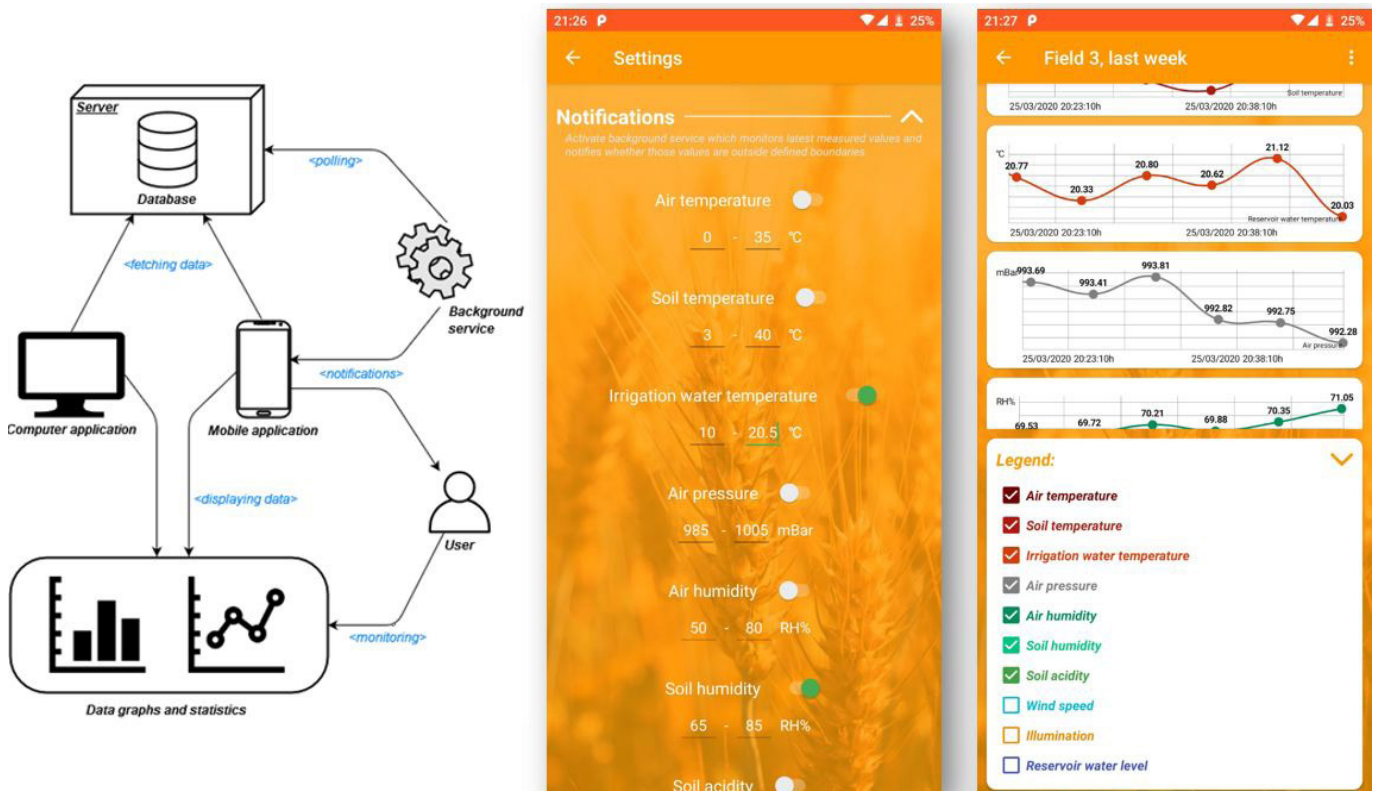 Server
Database
<polling>
<fetching data>
Background
service
<notifications>
Computer application
Mobile application
<displaying data>
User
<monitoring>
Data graphs and statistics
21:26
25%
Settings
Notifications
Activate background service which monitore latest measured values and
notifies whether those values are outside defined boundaries
Air temperature
0 - 35 °C
Soil temperature
3 - 40 °C
Irrigation water temperature
10 - 20.5 °C
Air pressure
985 - 1005 mBar
Air humidity
50 - 80 RH%
Soil humidity
65 - 85 RH%
Soil acidity
21:27
25%
Field 3, last week
Soil temperature
25/03/2020 20:23:10h 25/03/2020 20:38:10h
°C
20.77 20.33 20.80 20.62 21.12 20.03
Reservoir water temperature
25/03/2020 20:23:10h 25/03/2020 20:38:10h
mBar
993.69 993.41 993.81 992.82 992.75 992.28
Air pressure
25/03/2020 20:23:10h 25/03/2020 20:38:10h
RH%
69.53 69.72 70.21 69.88 70.35 71.05
Legend:
Air temperature
Soil temperature
Irrigation water temperature
Air pressure
Air humidity
Soil humidity
Soil acidity
Wind speed
Illumination
Reservoir water level